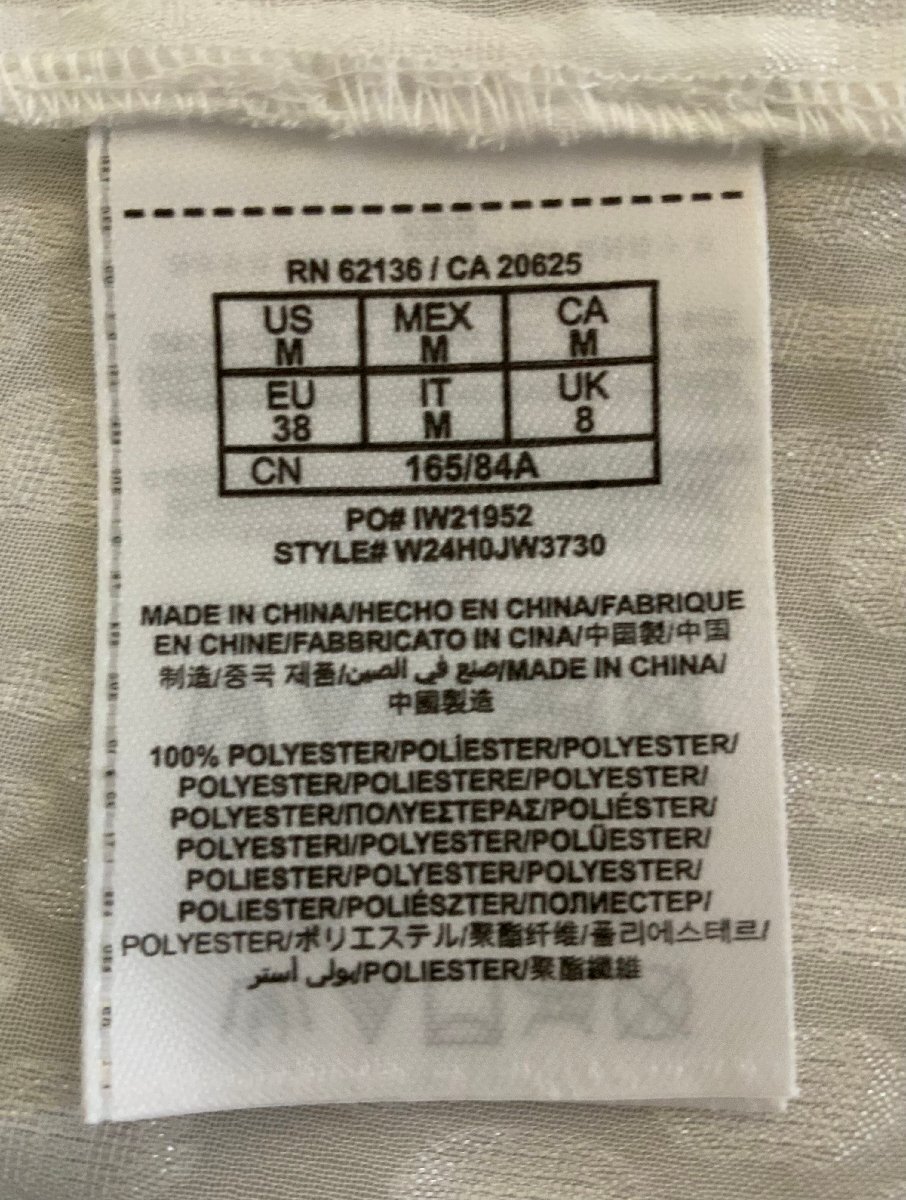 RN 62136 / CA 20625
US MEX CA
M M M
EU IT UK
38 M 8
CN 165/84A
PO# IW21952
STYLE# W24H0JW3730
MADE IN CHINA/HECHO EN CHINA/FABRIQUE
EN CHINE/FABBRICATO IN CINA/中国製/中国
制造/중국 제품/صنع في الصين/MADE IN CHINA/
中國製造
100% POLYESTER/POLİESTER/POLYESTER/
POLYESTER/POLIESTERE/POLYESTER/
POLYESTER/ΠΟΛΥΕΣΤΕΡΑΣ/POLIÉSTER/
POLYESTERI/POLYESTER/POLÜESTER/
POLIESTER/POLYESTER/POLYESTER/
POLIESTER/POLIÉSZTER/ПОЛИЕСТЕР/
POLYESTER/ポリエステル/聚酯纤维/폴리에스테르/
بولی استر/POLIESTER/聚酯纖維